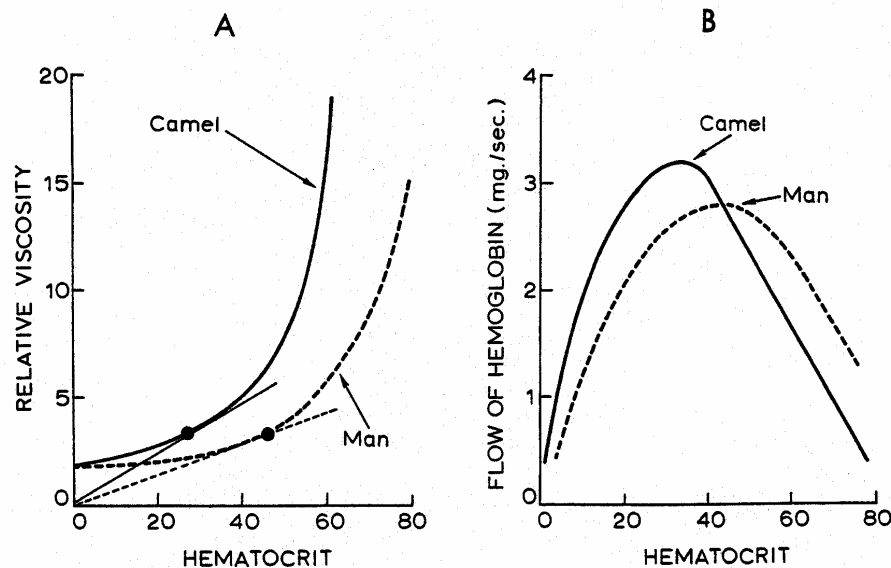 A
RELATIVE VISCOSITY
20
15
10
5
0
Camel
Man
0 20 40 60 80
HEMATOCRIT
B
FLOW OF HEMOGLOBIN (mg./sec.)
4
3
2
1
0
Camel
Man
0 20 40 60 80
HEMATOCRIT